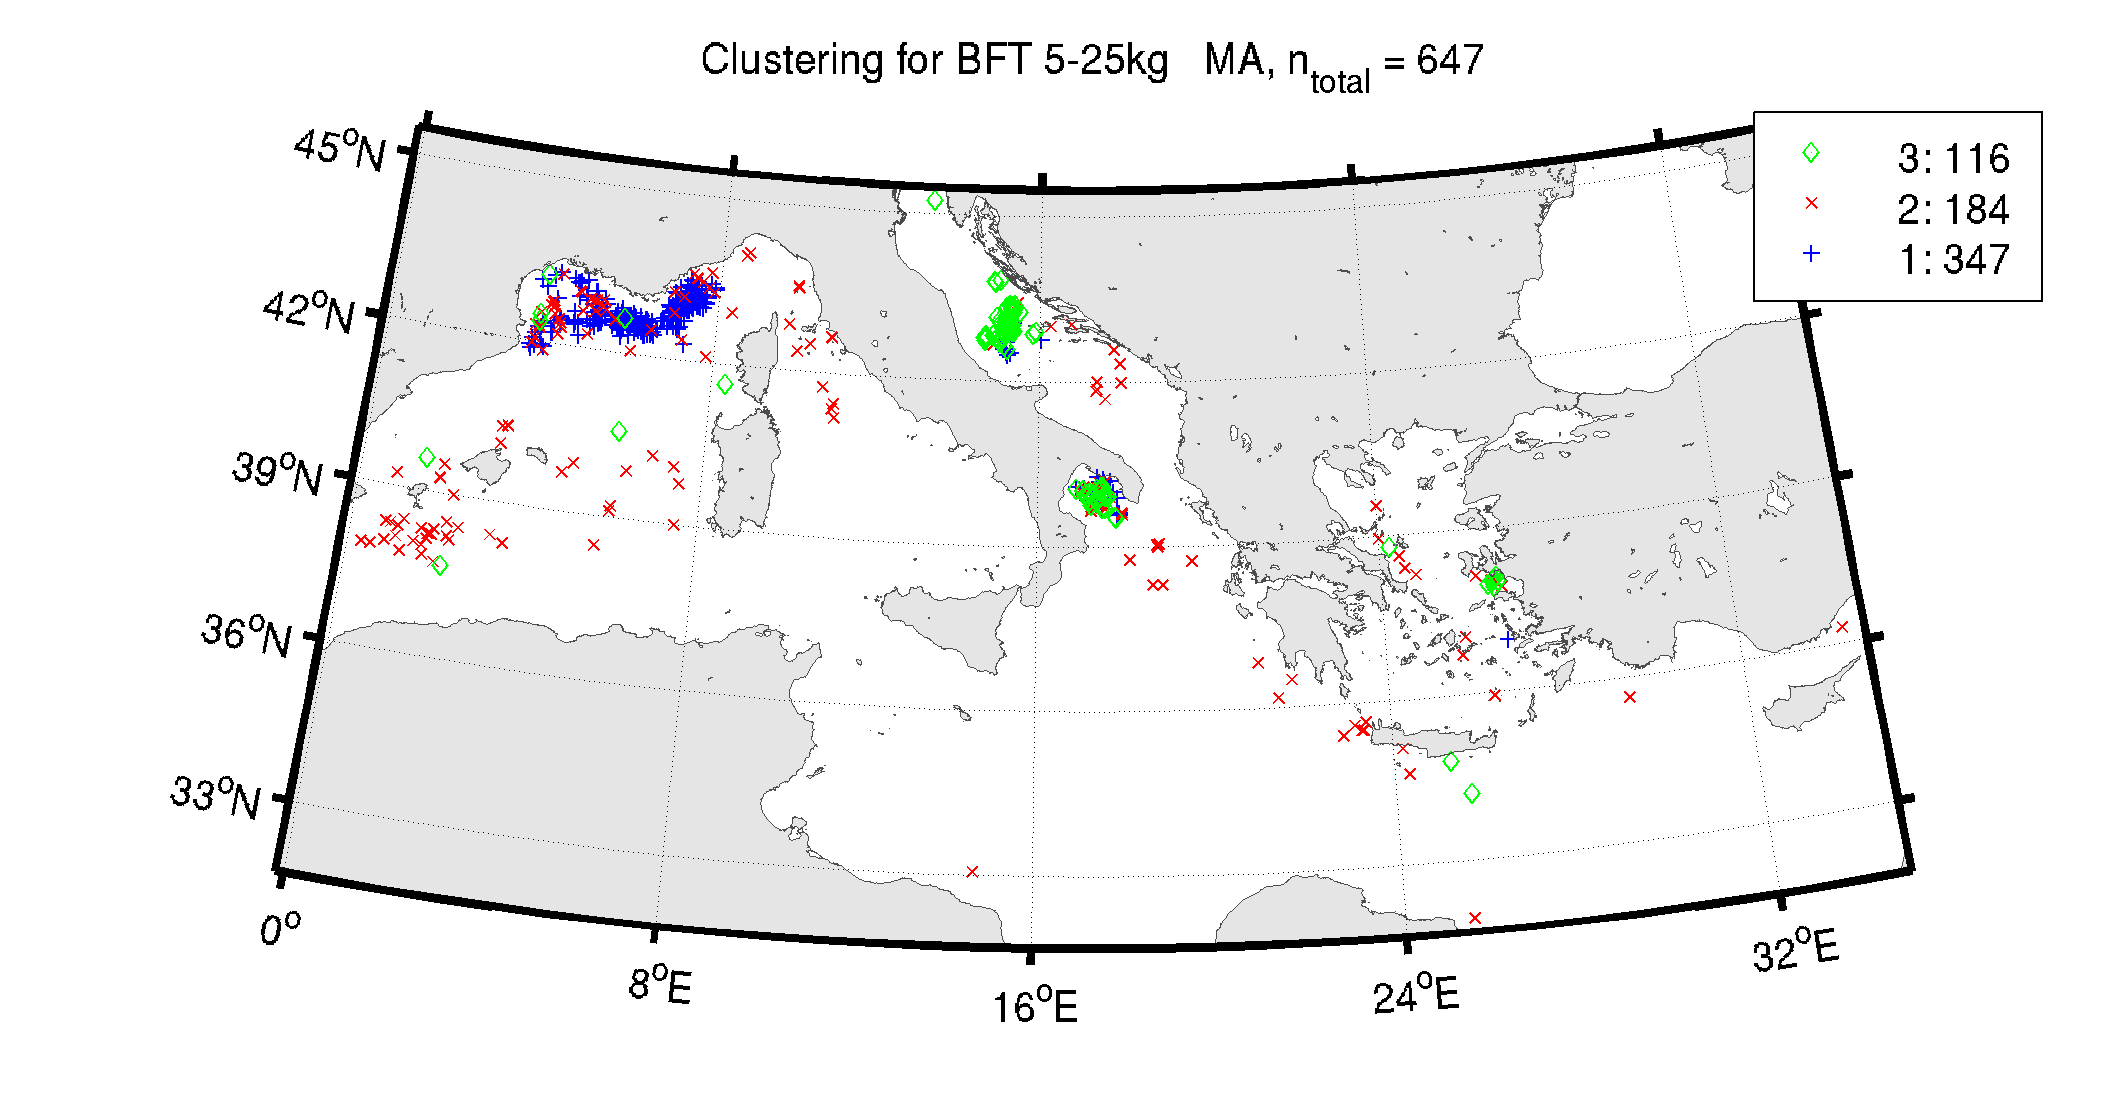 Clustering for BFT 5-25kg MA, n_total = 647
3: 116
2: 184
1: 347
45°N
42°N
39°N
36°N
33°N
0°
8°E
16°E
24°E
32°E